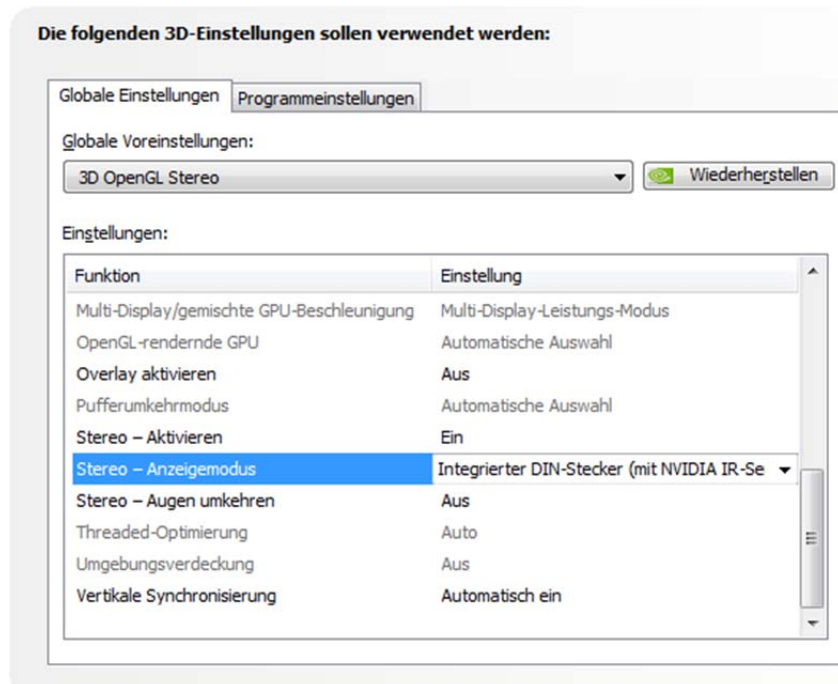 Die folgenden 3D-Einstellungen sollen verwendet werden:
Globale Einstellungen Programmeinstellungen
Globale Voreinstellungen:
3D OpenGL Stereo Wiederherstellen
Einstellungen:
Funktion Einstellung
Multi-Display/gemischte GPU-Beschleunigung Multi-Display-Leistungs-Modus
OpenGL-rendernde GPU Automatische Auswahl
Overlay aktivieren Aus
Pufferumkehrmodus Automatische Auswahl
Stereo – Aktivieren Ein
Stereo – Anzeigemodus Integrierter DIN-Stecker (mit NVIDIA IR-Se
Stereo – Augen umkehren Aus
Threaded-Optimierung Auto
Umgebungsverdeckung Aus
Vertikale Synchronisierung Automatisch ein